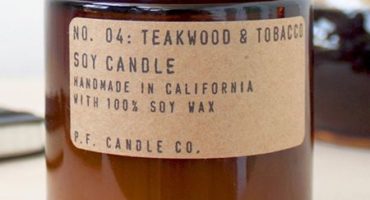 NO. 04: TEAKWOOD & TOBACCO
SOY CANDLE
HANDMADE IN CALIFORNIA
WITH 100% SOY WAX
P.F. CANDLE CO.